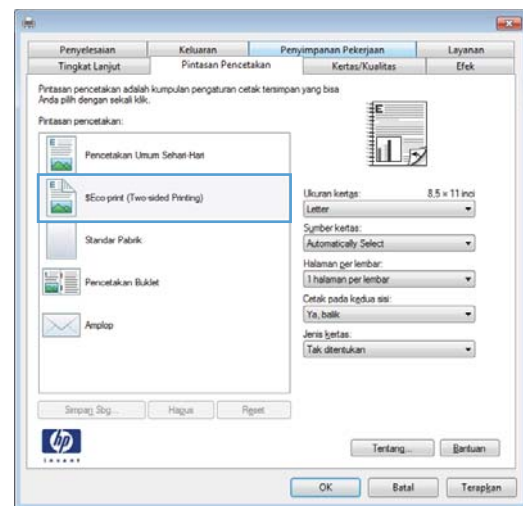 Penyelesaian Keluaran Penyimpanan Pekerjaan Layanan
Tingkat Lanjut Pintasan Pencetakan Kertas/Kualitas Efek
Pintasan pencetakan adalah kumpulan pengaturan cetak tersimpan yang bisa
Anda pilih dengan sekali klik.
Pintasan pencetakan:
Pencetakan Umum Sehari-Hari
$Eco-print (Two-sided Printing)
Standar Pabrik
Pencetakan Buklet
Amplop
Simpan Sbg...
Hapus
Reset
Ukuran kertas: 8,5 × 11 inci
Letter
Sumber kertas:
Automatically Select
Halaman per lembar:
1 halaman per lembar
Cetak pada kedua sisi:
Ya, balik
Jenis kertas:
Tak ditentukan
hp
invent
Tentang... Bantuan
OK Batal Terapkan